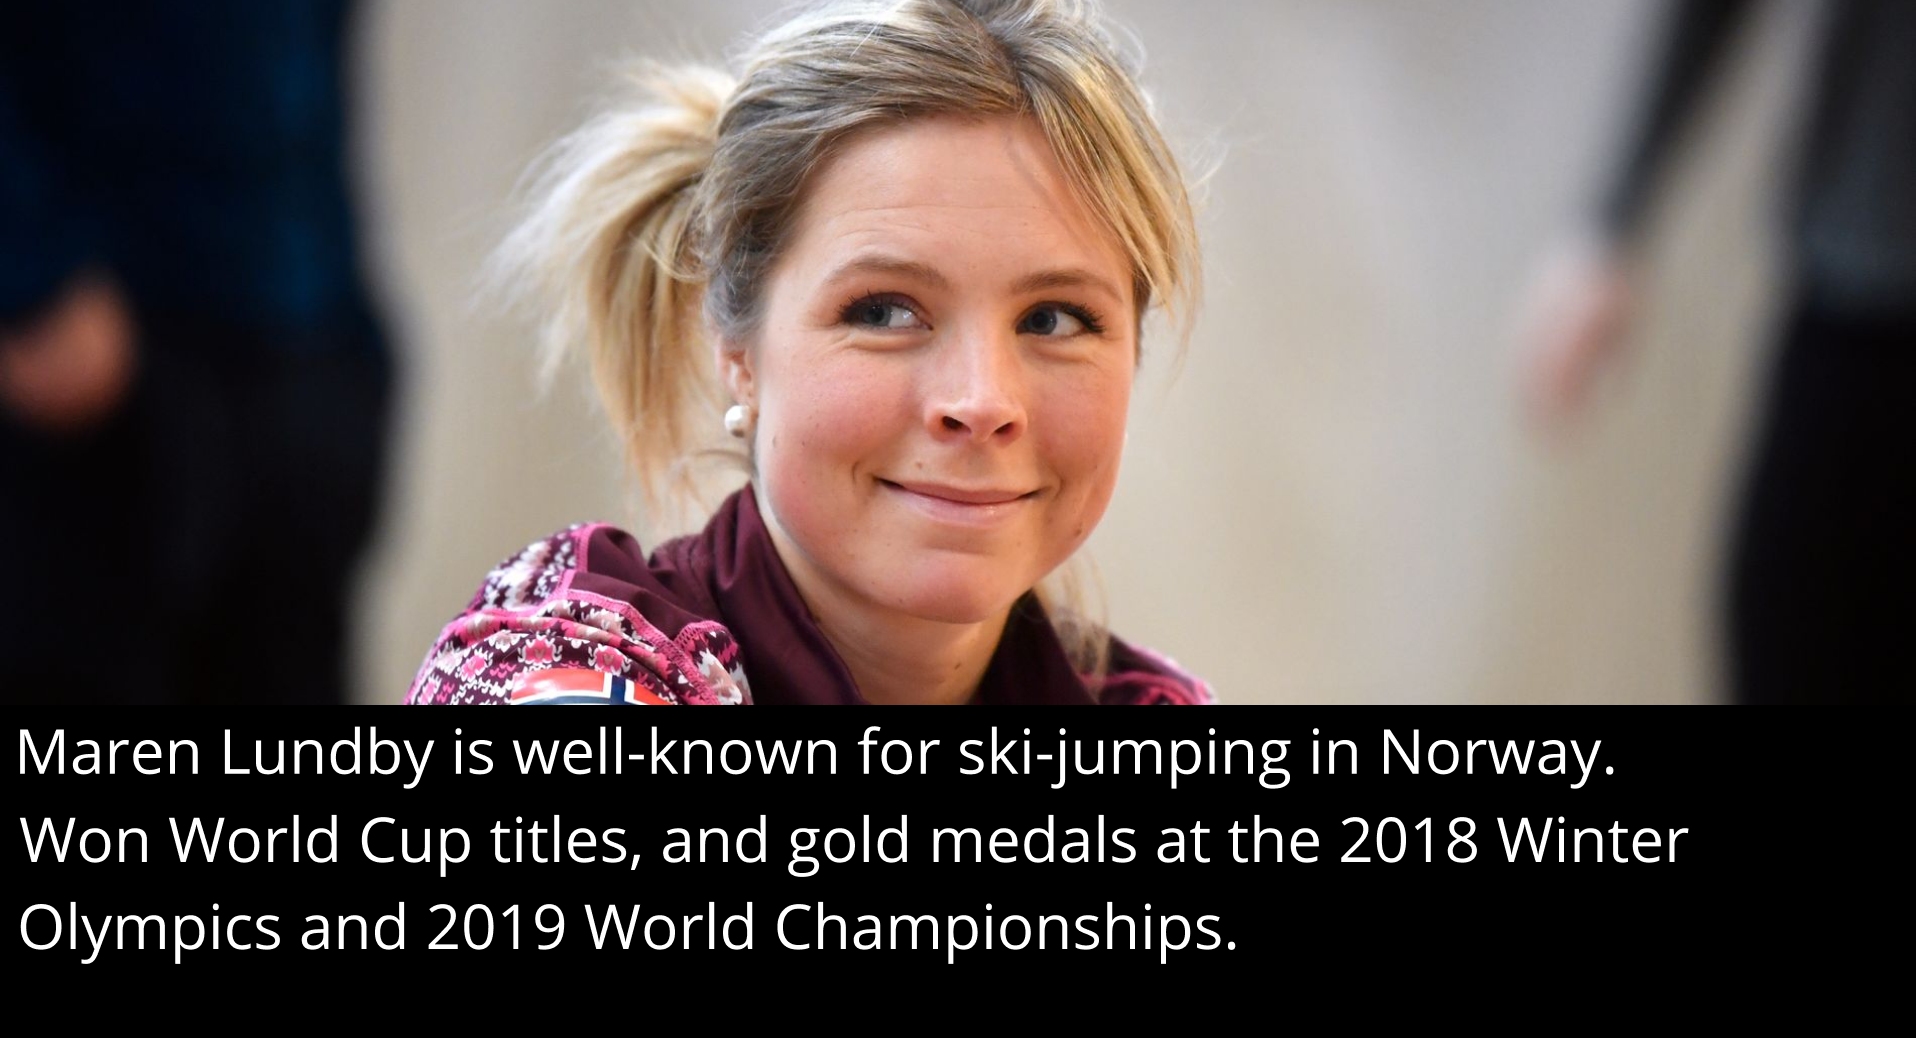 Maren Lundby is well-known for ski-jumping in Norway.
Won World Cup titles, and gold medals at the 2018 Winter
Olympics and 2019 World Championships.